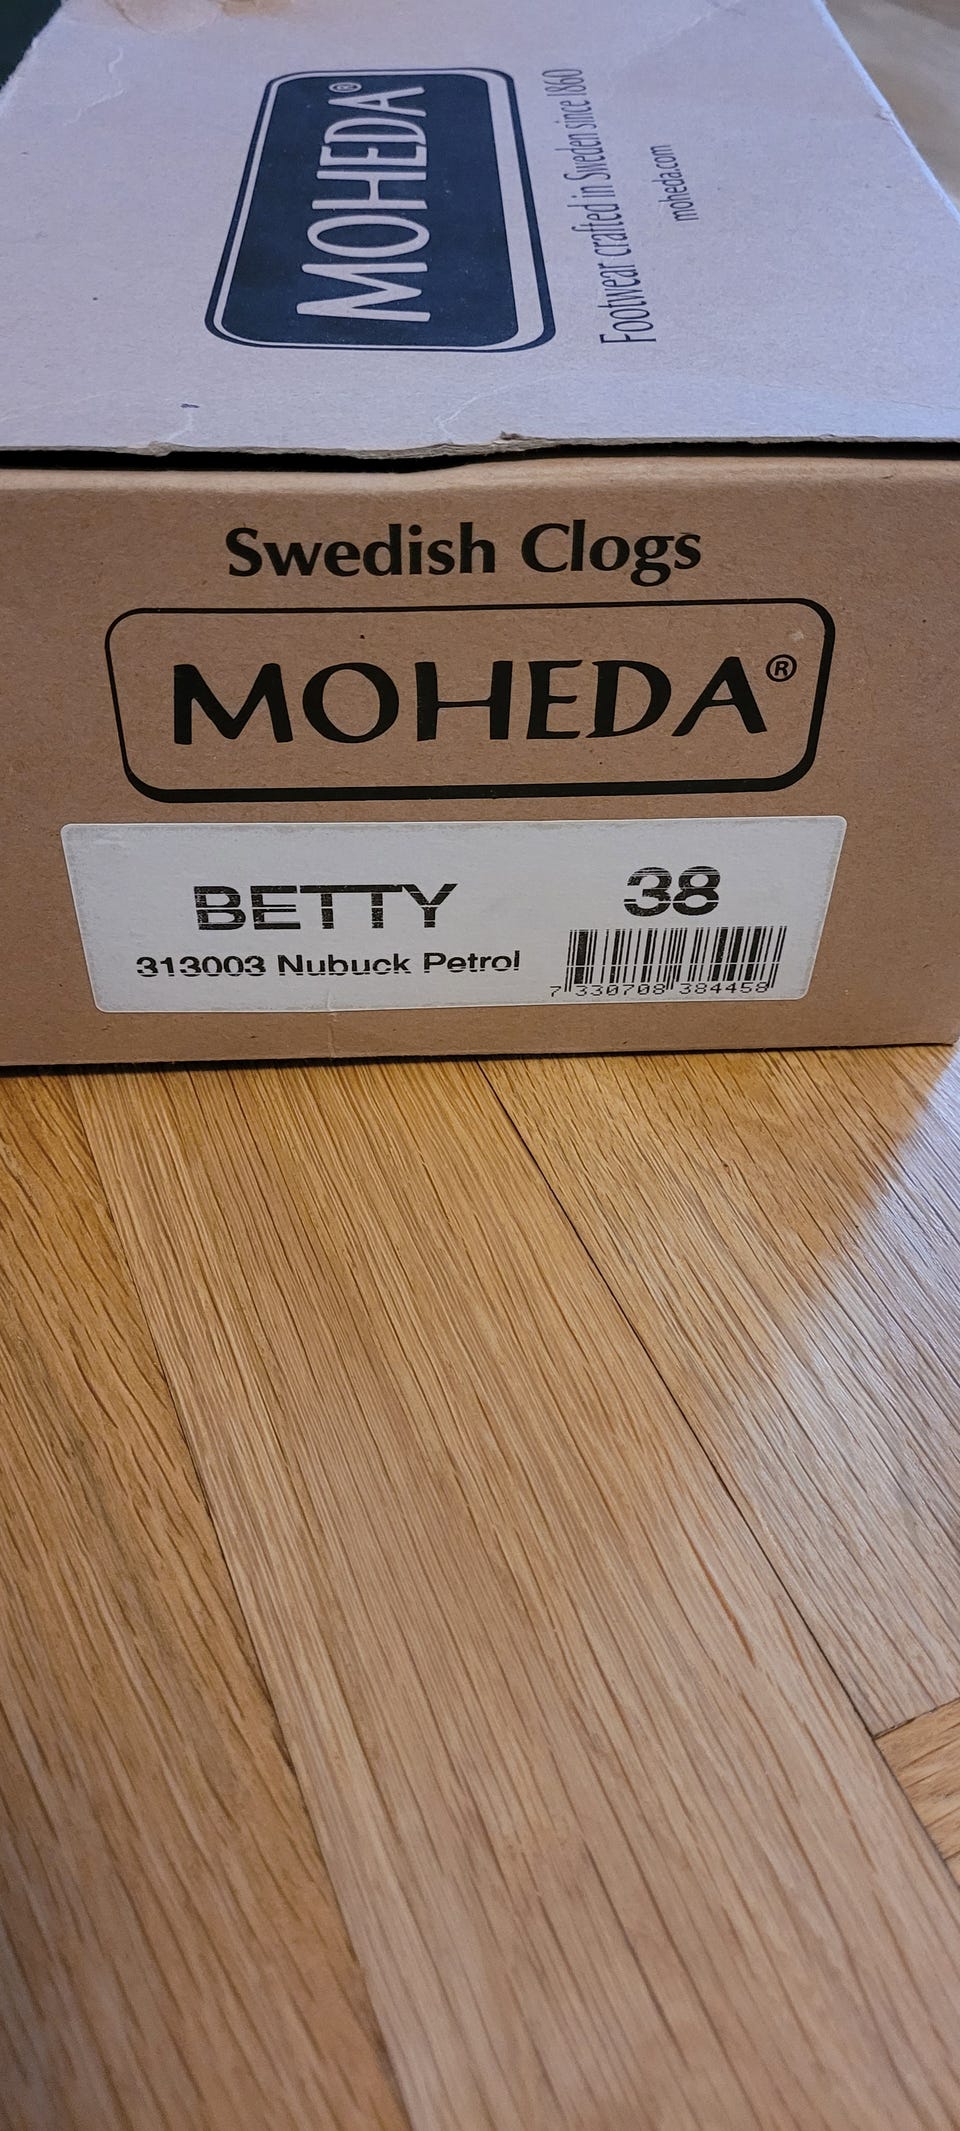 MOHEDA®
Footwear crafted in Sweden since 1860
moheda.com
Swedish Clogs
MOHEDA®
BETTY 38
313003 Nubuck Petrol
7 330708 384458